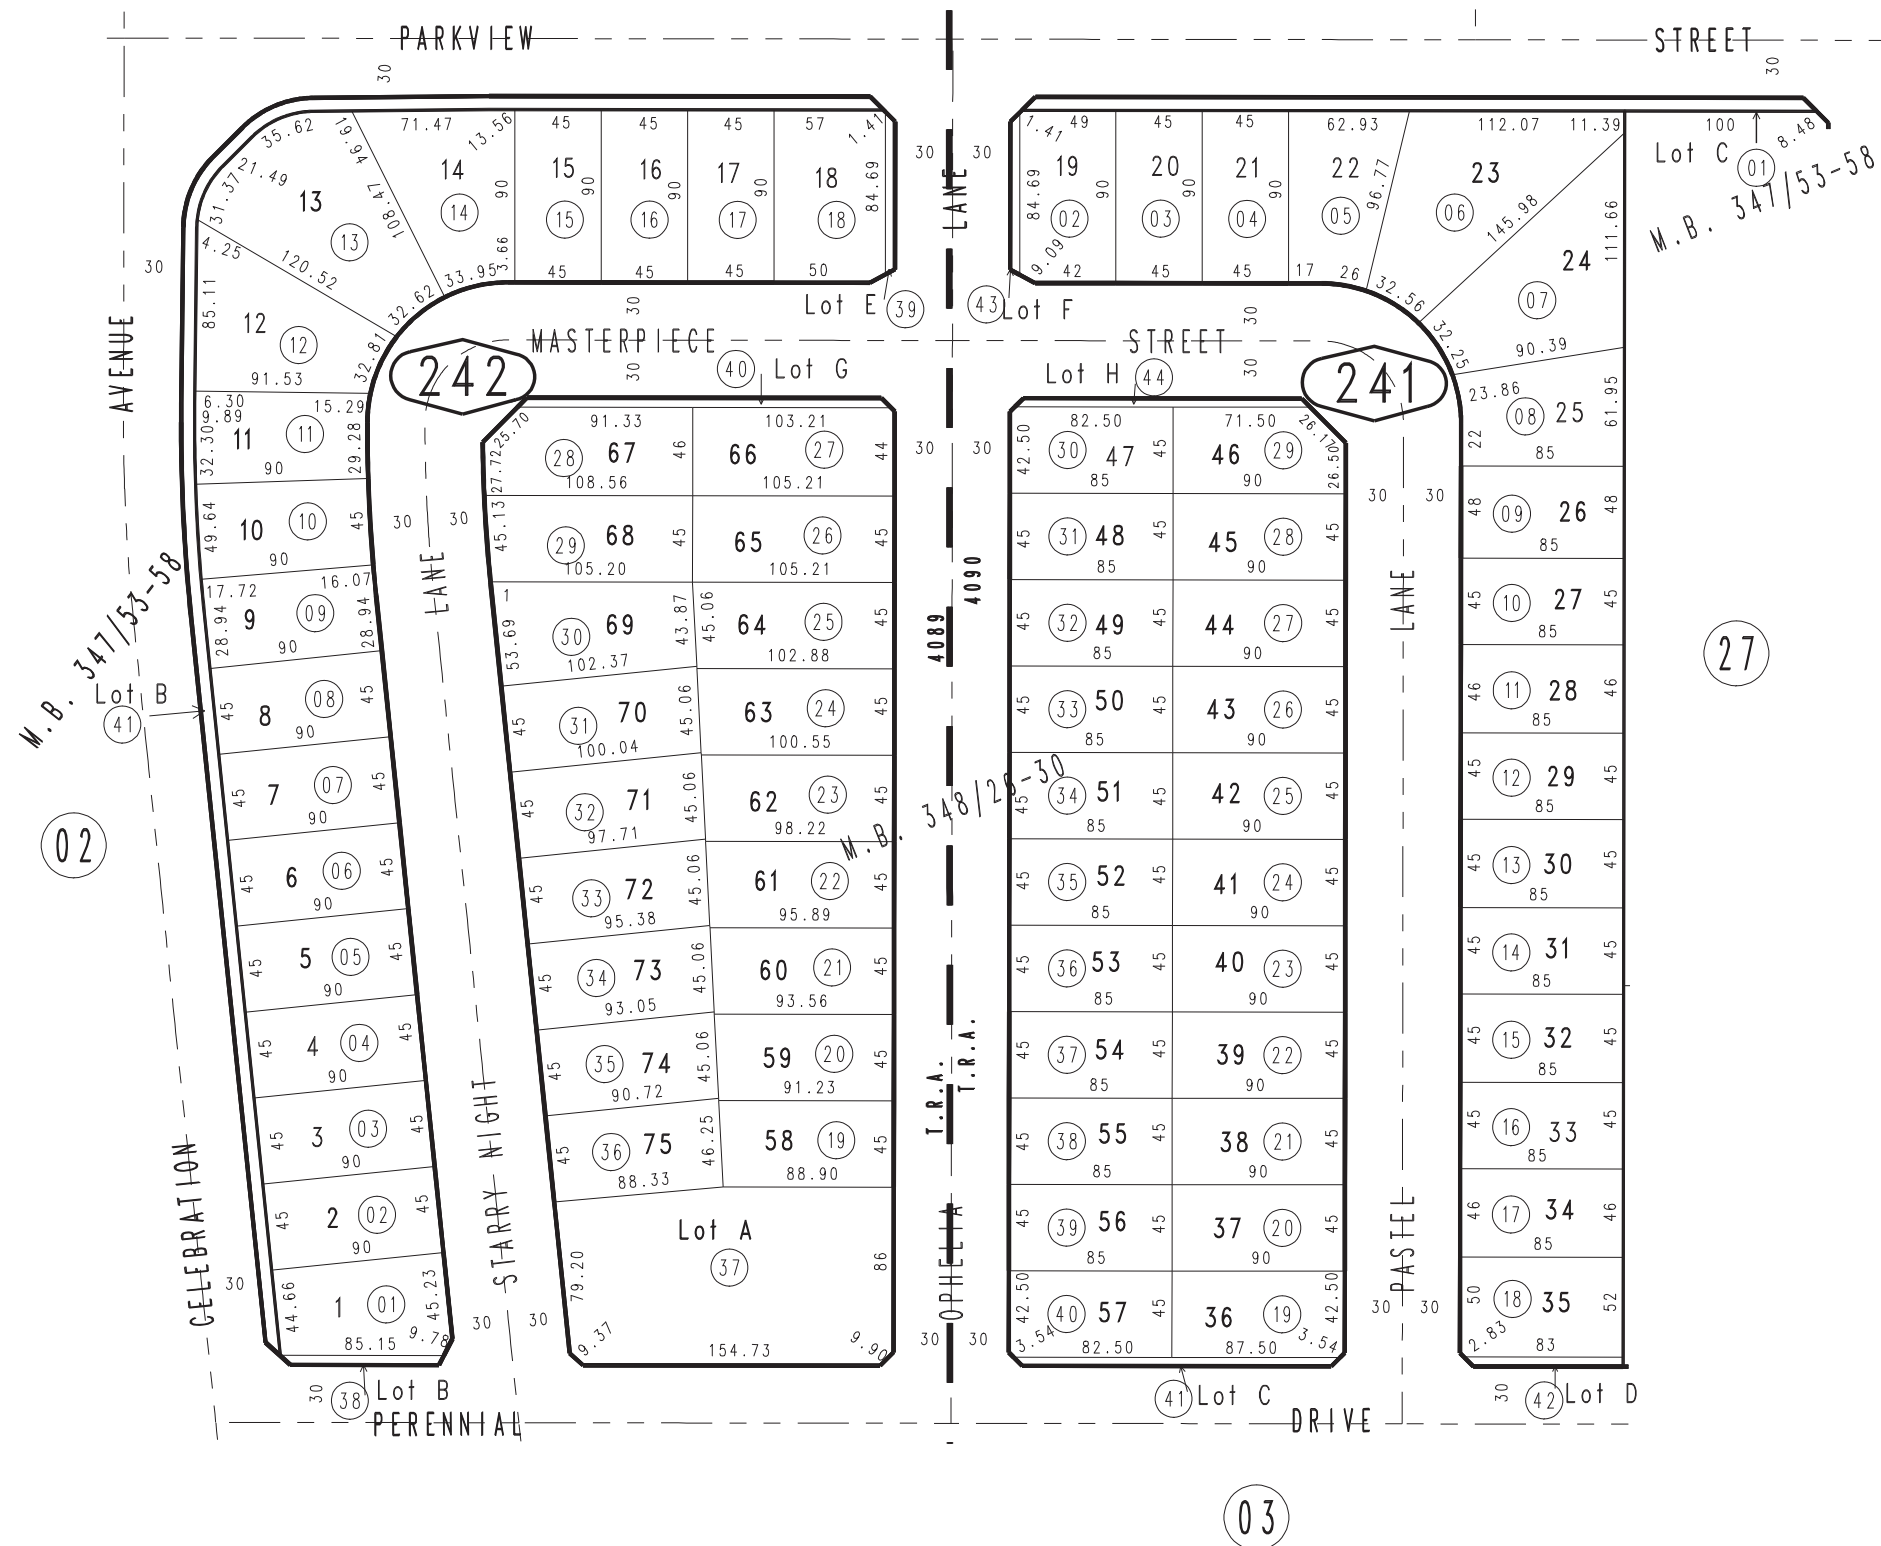 PARKVIEW STREET
30 30
35.62 19.94 71.47 13.56 45 45 45 57 1.41
1.41 49 45 45 62.93 112.07 11.39 100 8.48
Lot C 01
M.B. 347/53-58
31.37 21.49 13 13 108.47
14 14 90 3.66 33.95
15 15 90 45
16 16 90 45
17 17 90 45
18 18 84.69 50
30 30
LANE
84.69 19 02 90 9.09 42
20 03 90 45
21 04 90 45
22 05 96.77 17 26
23 06 145.98 32.56
24 07 111.66 90.39 32.25
4.25 120.52 32.62
30
85.11 12 12 91.53 32.81
AVENUE
Lot E 39
43 Lot F
30 30
MASTERPIECE STREET
30 30
242 241
40 Lot G
Lot H 44
6.30 9.89 15.29
32.30 11 11 29.28 90
49.64 10 10 45 90
17.72 16.07
28.94 9 09 28.94 90
45 8 08 45 90
45 7 07 45 90
45 6 06 45 90
45 5 05 45 90
45 4 04 45 90
45 3 03 45 90
45 2 02 45 90
44.66 1 01 45.23 85.15 9.78
M.B. 347/53-58
Lot B
41
02
30 30
LANE
25.70 91.33 103.21
27.72 28 67 46 108.56
66 27 44 105.21
45.13 29 68 45 105.20
65 26 45 105.21
1 53.69 30 69 43.87 102.37
45.06 64 25 45 102.88
45 31 70 45.06 100.04
63 24 45 100.55
45 32 71 45.06 97.71
62 23 45 98.22
45 33 72 45.06 95.38
61 22 45 95.89
45 34 73 45.06 93.05
60 21 45 93.56
45 35 74 45.06 90.72
59 20 45 91.23
45 36 75 46.25 88.33
58 19 45 88.90
Lot A
37
79.20 86
9.37 154.73 9.90
30 30
4089 4090
M.B. 348/26-30
T.R.A. T.R.A.
OPHELIA
30 30
82.50 71.50 26.17
42.50 30 47 45 85
46 29 26.50 90
45 31 48 45 85
45 28 45 90
45 32 49 45 85
44 27 45 90
45 33 50 45 85
43 26 45 90
45 34 51 45 85
42 25 45 90
45 35 52 45 85
41 24 45 90
45 36 53 45 85
40 23 45 90
45 37 54 45 85
39 22 45 90
45 38 55 45 85
38 21 45 90
45 39 56 45 85
37 20 45 90
42.50 40 57 45 3.54 82.50
36 19 42.50 87.50 3.54
30 30
LANE
PASTEL
30 30
23.86 22 08 25 61.95 85
48 09 26 48 85
45 10 27 45 85
46 11 28 46 85
45 12 29 45 85
45 13 30 45 85
45 14 31 45 85
45 15 32 45 85
45 16 33 45 85
46 17 34 46 85
50 18 35 52 2.83 83
27
CELEBRATION
30
STARRY NIGHT
30 30
30 38 Lot B
41 Lot C
30 42 Lot D
PERENNIAL DRIVE
03